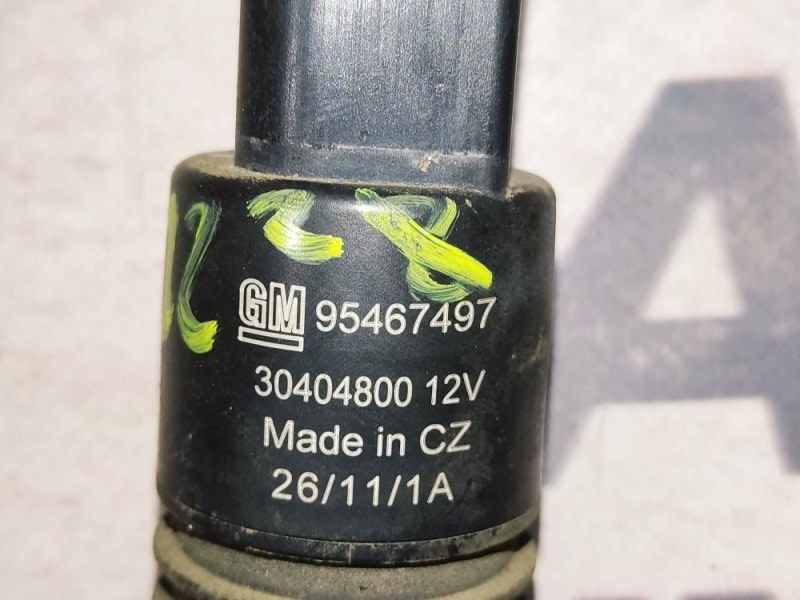 GM 95467497
30404800 12V
Made in CZ
26/11/1A
A